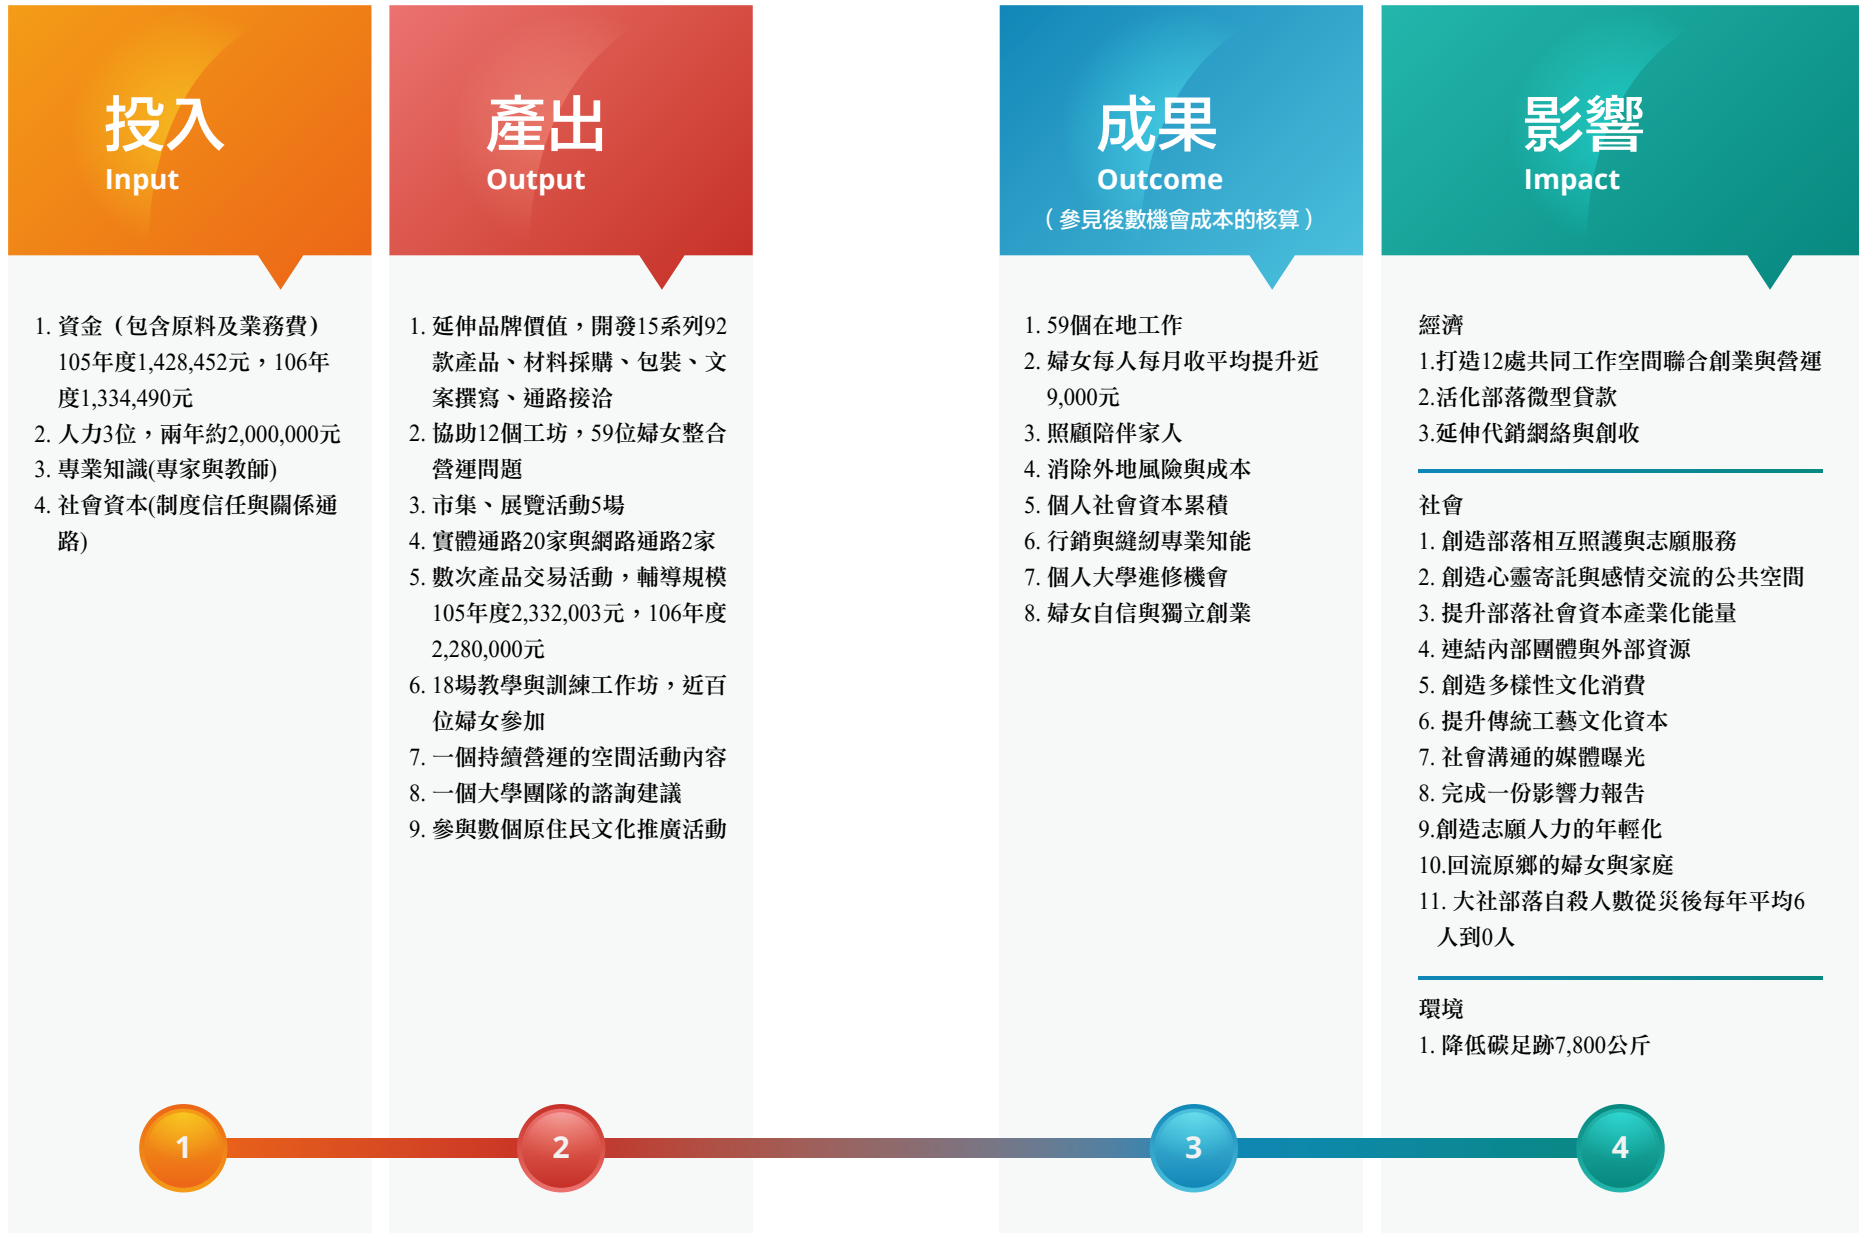 投入
Input
1. 資金（包含原料及業務費）
105年度1,428,452元，106年
度1,334,490元
2. 人力3位，兩年約2,000,000元
3. 專業知識(專家與教師)
4. 社會資本(制度信任與關係通
路)
1
產出
Output
1. 延伸品牌價值，開發15系列92
款產品、材料採購、包裝、文
案撰寫、通路接洽
2. 協助12個工坊，59位婦女整合
營運問題
3. 市集、展覽活動5場
4. 實體通路20家與網路通路2家
5. 數次產品交易活動，輔導規模
105年度2,332,003元，106年度
2,280,000元
6. 18場教學與訓練工作坊，近百
位婦女參加
7. 一個持續營運的空間活動內容
8. 一個大學團隊的諮詢建議
9. 參與數個原住民文化推廣活動
2
成果
Outcome
（參見後數機會成本的核算）
1. 59個在地工作
2. 婦女每人每月收平均提升近
9,000元
3. 照顧陪伴家人
4. 消除外地風險與成本
5. 個人社會資本累積
6. 行銷與縫紉專業知能
7. 個人大學進修機會
8. 婦女自信與獨立創業
3
影響
Impact
經濟
1.打造12處共同工作空間聯合創業與營運
2.活化部落微型貸款
3.延伸代銷網絡與創收
社會
1. 創造部落相互照護與志願服務
2. 創造心靈寄託與感情交流的公共空間
3. 提升部落社會資本產業化能量
4. 連結內部團體與外部資源
5. 創造多樣性文化消費
6. 提升傳統工藝文化資本
7. 社會溝通的媒體曝光
8. 完成一份影響力報告
9.創造志願人力的年輕化
10.回流原鄉的婦女與家庭
11. 大社部落自殺人數從災後每年平均6
人到0人
環境
1. 降低碳足跡7,800公斤
4